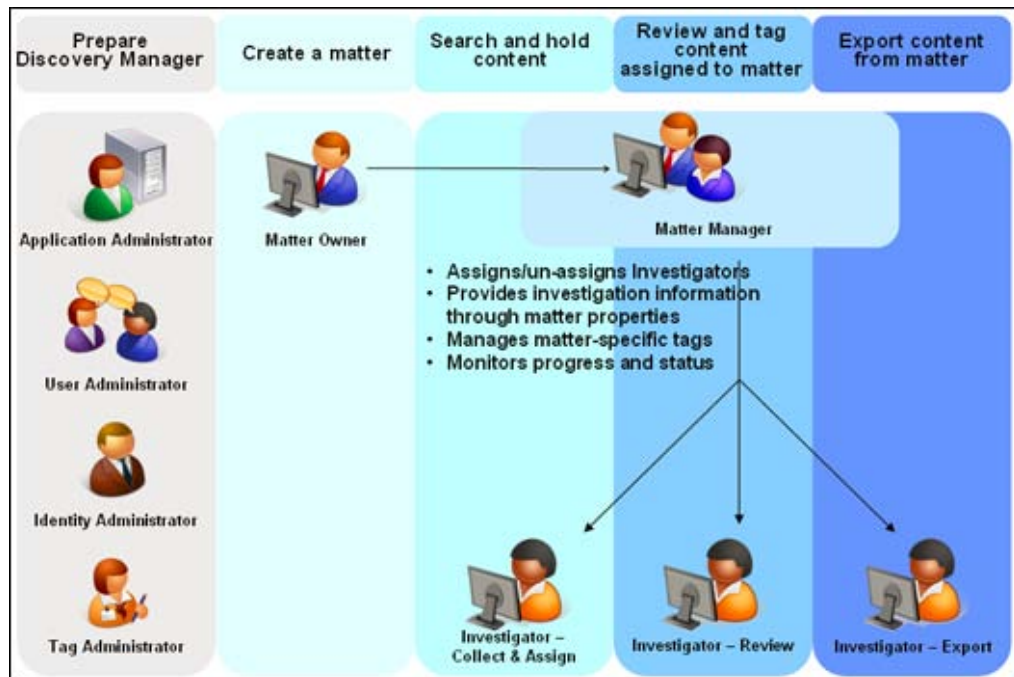 Prepare
Discovery Manager
Create a matter
Search and hold
content
Review and tag
content
assigned to matter
Export content
from matter
Application Administrator
User Administrator
Identity Administrator
Tag Administrator
Matter Owner
Matter Manager
• Assigns/un-assigns Investigators
• Provides investigation information
through matter properties
• Manages matter-specific tags
• Monitors progress and status
Investigator –
Collect & Assign
Investigator – Review
Investigator – Export